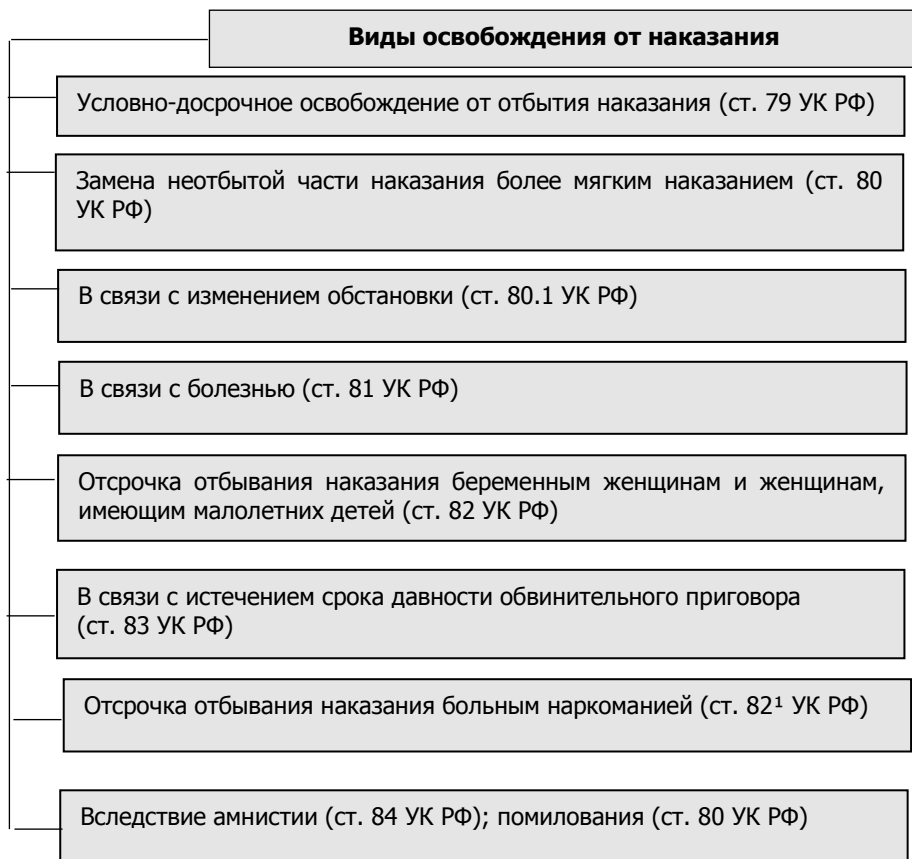 Виды освобождения от наказания
Условно-досрочное освобождение от отбытия наказания (ст. 79 УК РФ)
Замена неотбытой части наказания более мягким наказанием (ст. 80
УК РФ)
В связи с изменением обстановки (ст. 80.1 УК РФ)
В связи с болезнью (ст. 81 УК РФ)
Отсрочка отбывания наказания беременным женщинам и женщинам,
имеющим малолетних детей (ст. 82 УК РФ)
В связи с истечением срока давности обвинительного приговора
(ст. 83 УК РФ)
Отсрочка отбывания наказания больным наркоманией (ст. 82¹ УК РФ)
Вследствие амнистии (ст. 84 УК РФ); помилования (ст. 80 УК РФ)